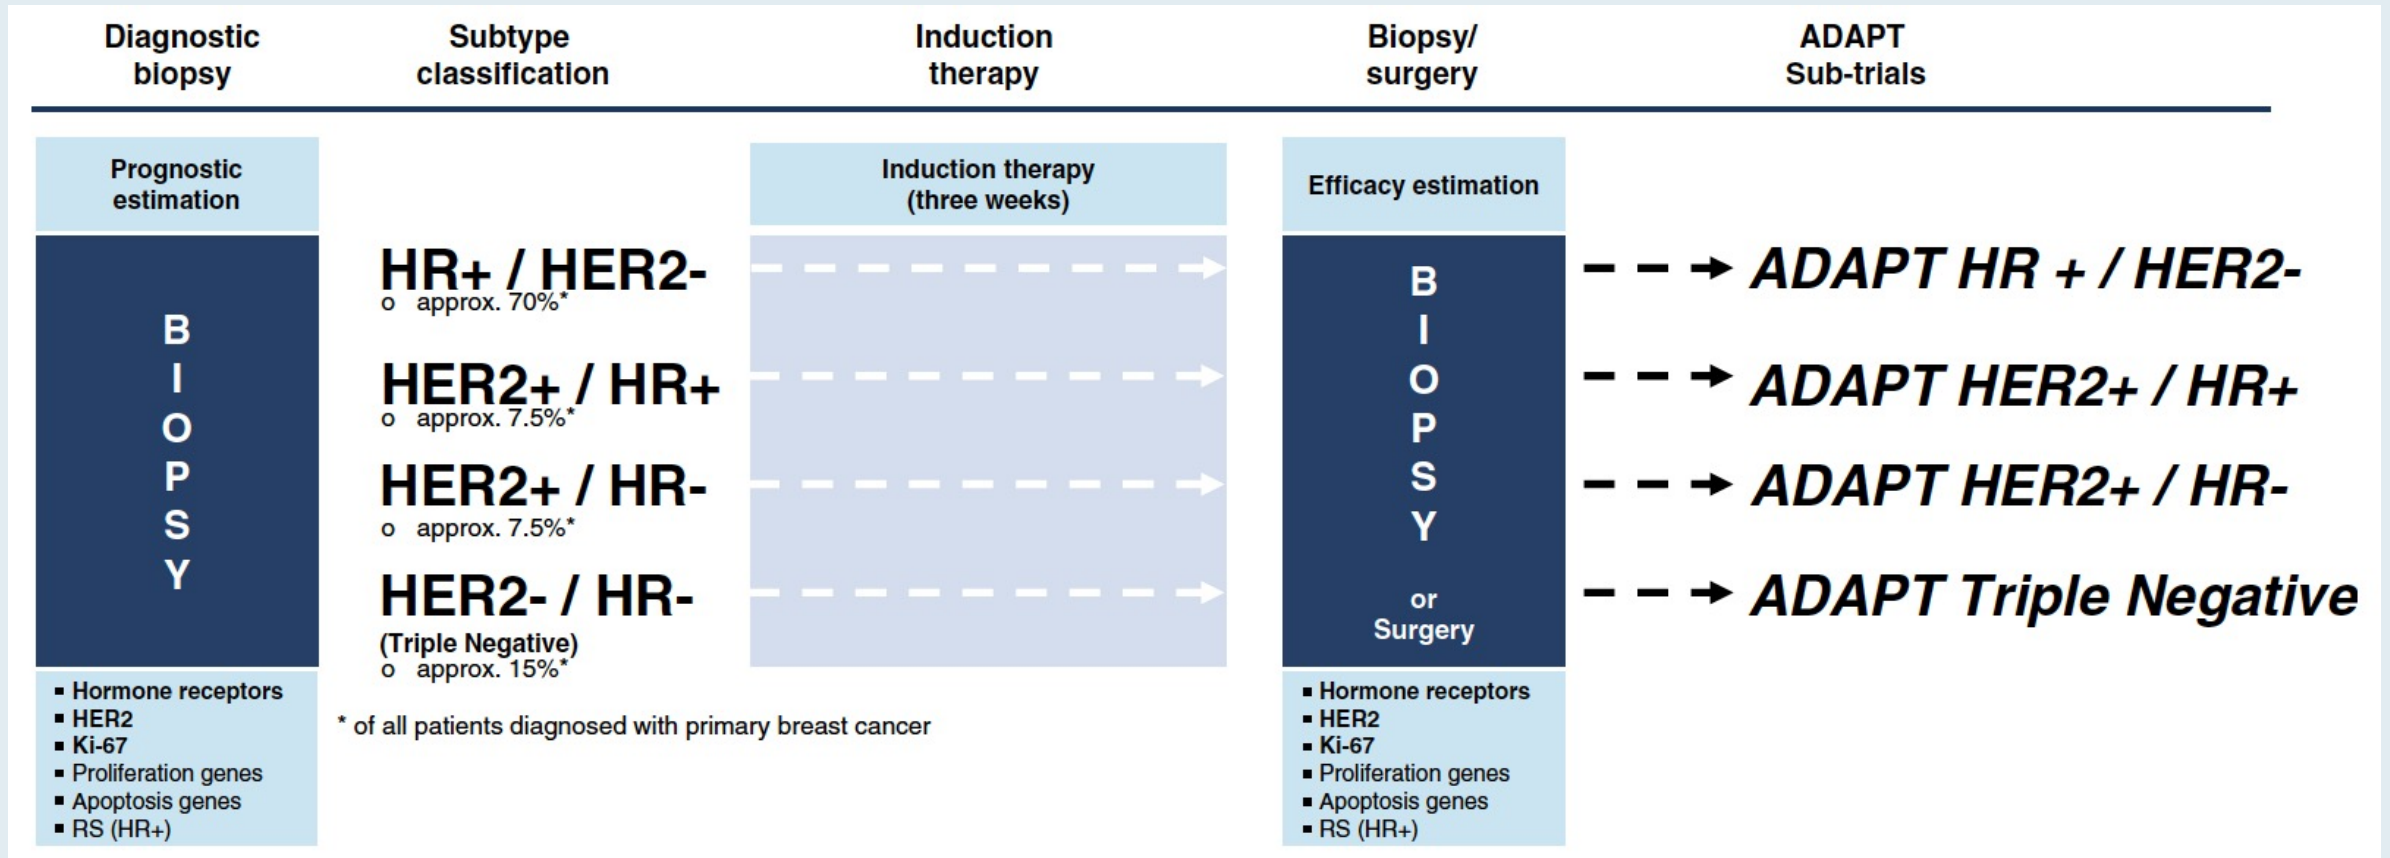 Diagnostic
biopsy
Subtype
classification
Induction
therapy
Biopsy/
surgery
ADAPT
Sub-trials
Prognostic
estimation
B
I
O
P
S
Y
▪ Hormone receptors
▪ HER2
▪ Ki-67
▪ Proliferation genes
▪ Apoptosis genes
▪ RS (HR+)
HR+ / HER2-
o approx. 70%*
HER2+ / HR+
o approx. 7.5%*
HER2+ / HR-
o approx. 7.5%*
HER2- / HR-
(Triple Negative)
o approx. 15%*
* of all patients diagnosed with primary breast cancer
Induction therapy
(three weeks)
Efficacy estimation
B
I
O
P
S
Y
or
Surgery
▪ Hormone receptors
▪ HER2
▪ Ki-67
▪ Proliferation genes
▪ Apoptosis genes
▪ RS (HR+)
ADAPT HR + / HER2-
ADAPT HER2+ / HR+
ADAPT HER2+ / HR-
ADAPT Triple Negative